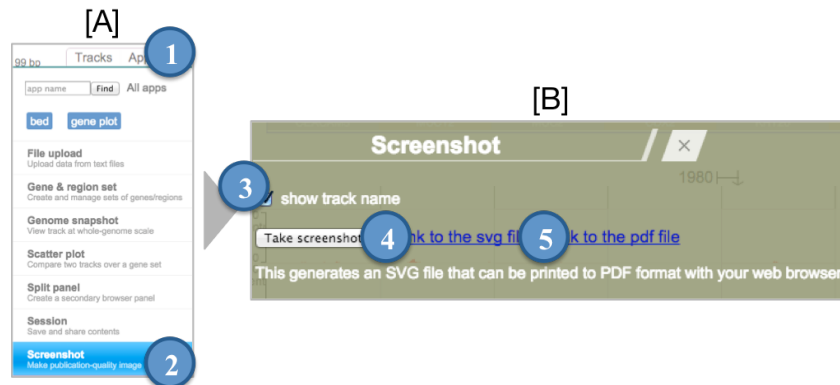 [A]
99 bp Tracks 1
app name Find All apps
bed gene plot
File upload
Upload data from text files
Gene & region set
Create and manage sets of genes/regions
Genome snapshot
View track at whole-genome scale
Scatter plot
Compare two tracks over a gene set
Split panel
Create a secondary browser panel
Session
Save and share contents
Screenshot
Make publication-quality image 2
[B]
Screenshot ×
1980
3 show track name
Take screenshot 4 to the svg 5 to the pdf file
This generates an SVG file that can be printed to PDF format with your web browser